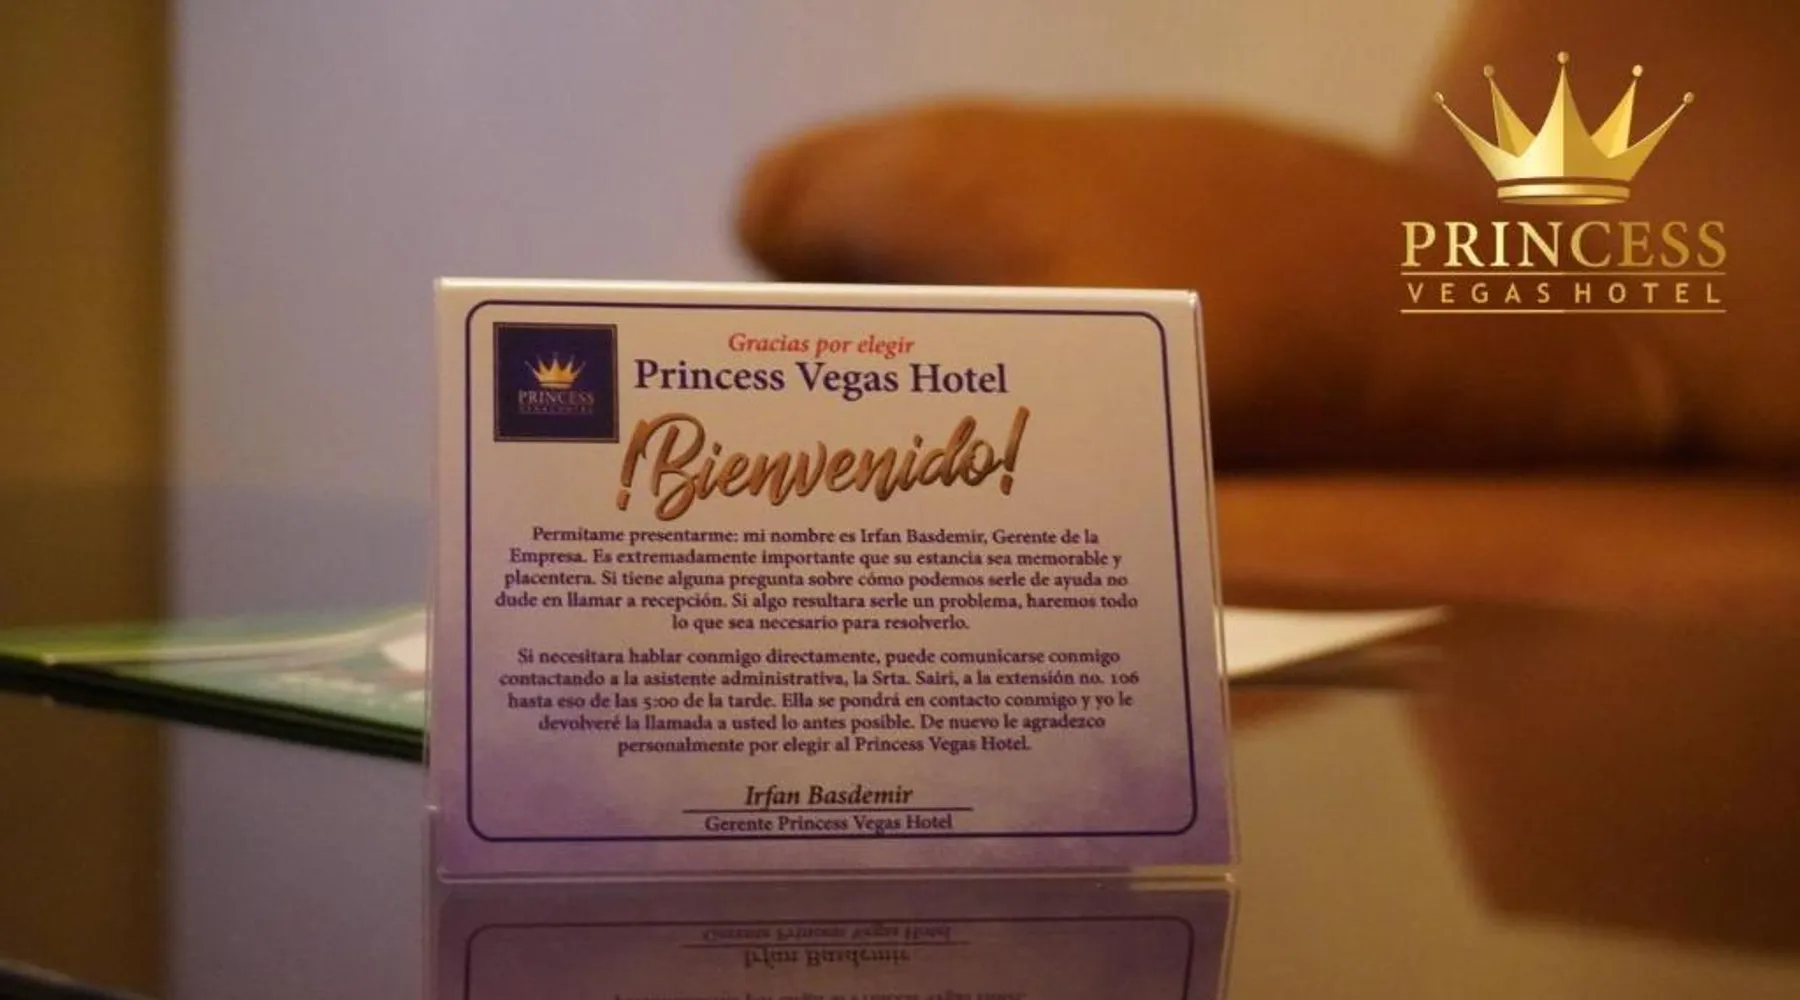 PRINCESS
VEGAS HOTEL
PRINCESS
Gracias por elegir
Princess Vegas Hotel
!Bienvenido!
Permítame presentarme: mi nombre es Irfan Basdemir, Gerente de la
Empresa. Es extremadamente importante que su estancia sea memorable y
placentera. Si tiene alguna pregunta sobre cómo podemos serle de ayuda no
dude en llamar a recepción. Si algo resultara serle un problema, haremos todo
lo que sea necesario para resolverlo.
Si necesitara hablar conmigo directamente, puede comunicarse conmigo
contactando a la asistente administrativa, la Srta. Sairi, a la extensión no. 106
hasta eso de las 5:00 de la tarde. Ella se pondrá en contacto conmigo y yo le
devolveré la llamada a usted lo antes posible. De nuevo le agradezco
personalmente por elegir al Princess Vegas Hotel.
Irfan Basdemir
Gerente Princess Vegas Hotel